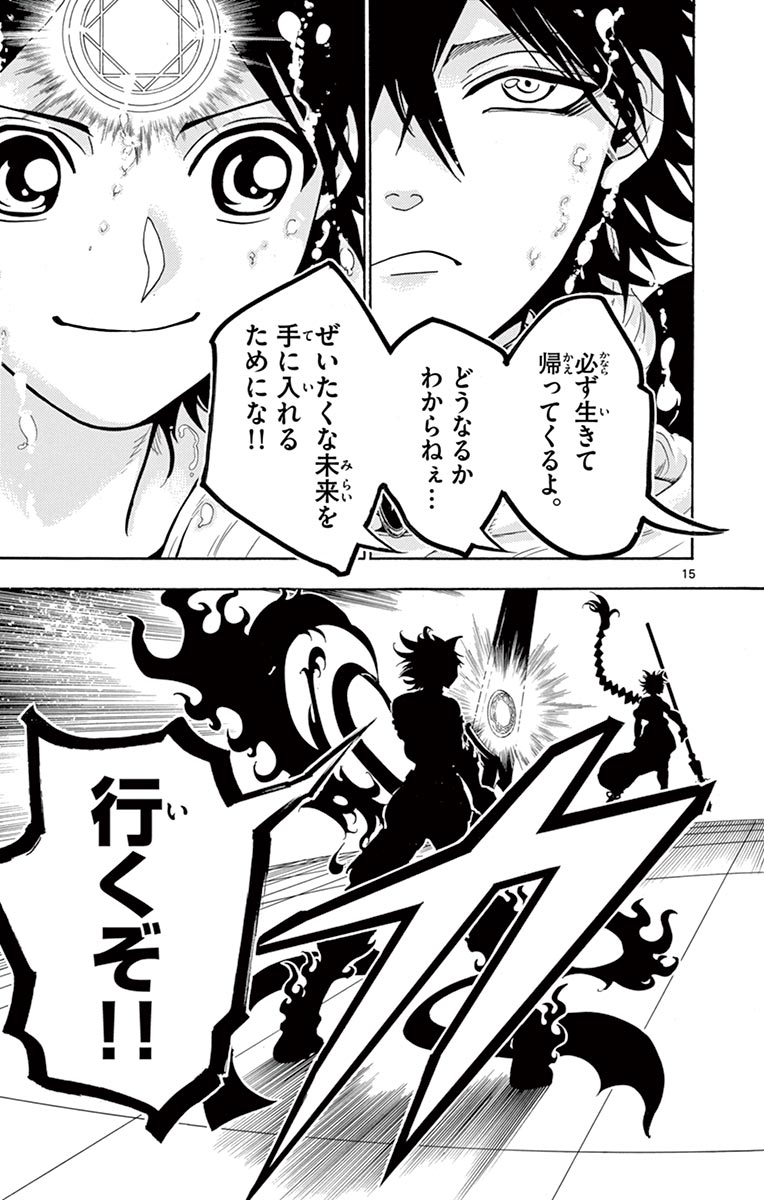 必ず生きて
帰ってくるよ。
どうなるか
わからねぇ…
ぜいたくな未来を
手に入れる
ためにな!!
15
行くぞ!!
カ